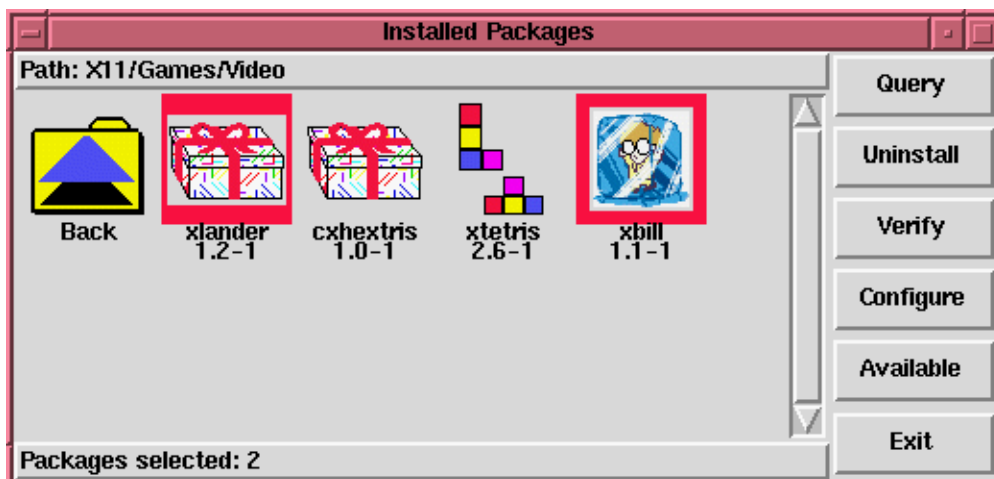 Installed Packages
Path: X11/Games/Video
Back
xlander
1.2-1
cxhextris
1.0-1
xtetris
2.6-1
xbill
1.1-1
Packages selected: 2
Query
Uninstall
Verify
Configure
Available
Exit